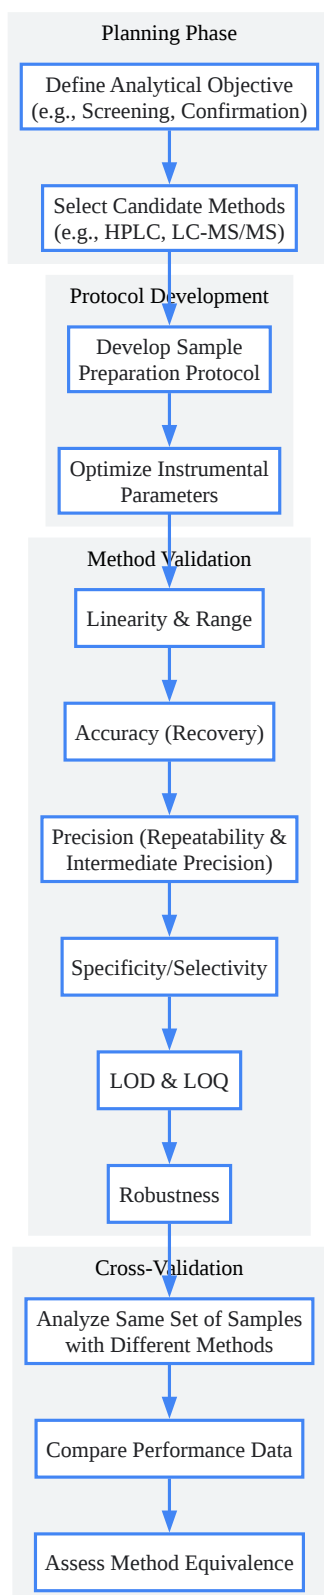 Planning Phase
Define Analytical Objective
(e.g., Screening, Confirmation)
Select Candidate Methods
(e.g., HPLC, LC-MS/MS)
Protocol Development
Develop Sample
Preparation Protocol
Optimize Instrumental
Parameters
Method Validation
Linearity & Range
Accuracy (Recovery)
Precision (Repeatability &
Intermediate Precision)
Specificity/Selectivity
LOD & LOQ
Robustness
Cross-Validation
Analyze Same Set of Samples
with Different Methods
Compare Performance Data
Assess Method Equivalence